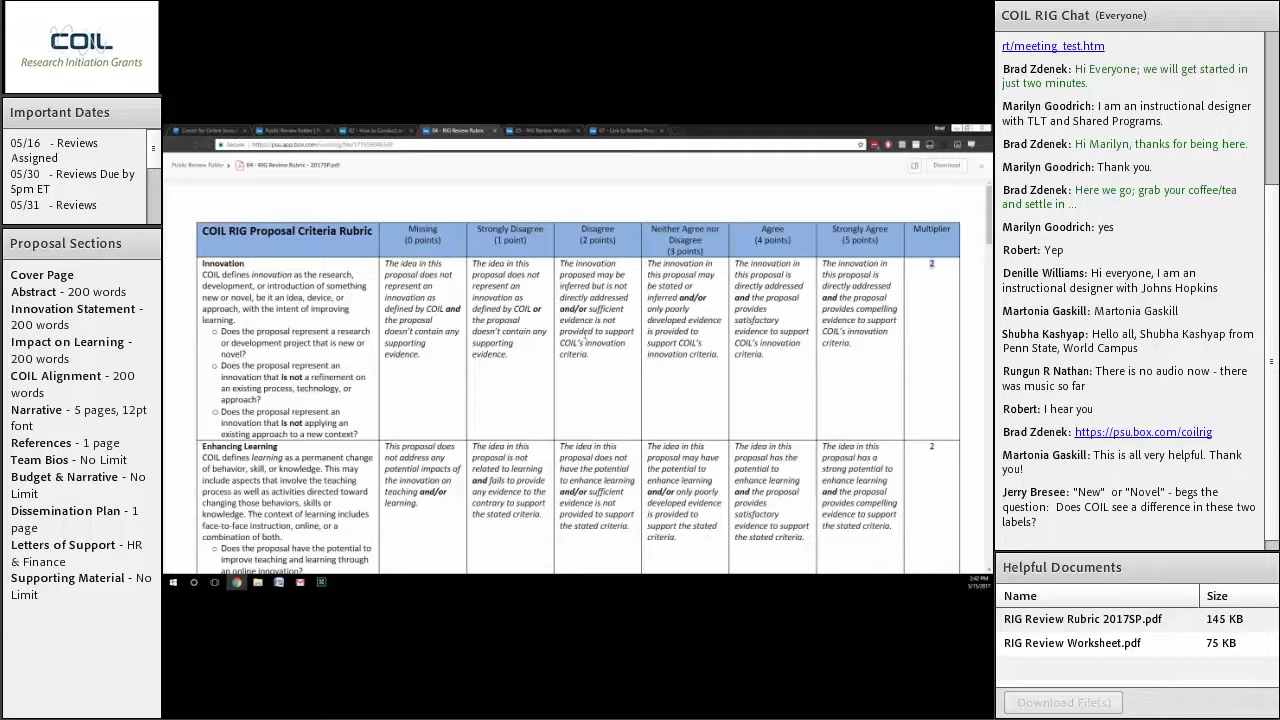 COIL
Research Initiation Grants
Important Dates
05/16 - Reviews
Assigned
05/30 - Reviews Due by
5pm ET
05/31 - Reviews
Proposal Sections
Cover Page
Abstract - 200 words
Innovation Statement -
200 words
Impact on Learning -
200 words
COIL Alignment - 200
words
Narrative - 5 pages, 12pt
font
References - 1 page
Team Bios - No Limit
Budget & Narrative - No
Limit
Dissemination Plan - 1
page
Letters of Support - HR
& Finance
Supporting Material - No
Limit
Public Review Folder
04 - RIG Review Rubric
Brad
Secure
Public Review Folder
04 - RIG Review Rubric - 2017SP.pdf
Download
COIL RIG Proposal Criteria Rubric
Missing
(0 points)
Strongly Disagree
(1 point)
Disagree
(2 points)
Neither Agree nor
Disagree
(3 points)
Agree
(4 points)
Strongly Agree
(5 points)
Multiplier
Innovation
COIL defines innovation as the research,
development, or introduction of something
new or novel, be it an idea, device, or
approach, with the intent of improving
learning.
o Does the proposal represent a research
or development project that is new or
novel?
o Does the proposal represent an
innovation that is not a refinement on
an existing process, technology, or
approach?
o Does the proposal represent an
innovation that is not applying an
existing approach to a new context?
The idea in this
proposal does not
represent an
innovation as
defined by COIL and
the proposal
doesn't contain any
supporting
evidence.
The idea in this
proposal does not
represent an
innovation as
defined by COIL or
the proposal
doesn't contain any
supporting
evidence.
The innovation
proposed may be
inferred but is not
directly addressed
and/or sufficient
evidence is not
provided to support
COIL's innovation
criteria.
The innovation in
this proposal may
be stated or
inferred and/or
only poorly
developed evidence
is provided to
support COIL's
innovation criteria.
The innovation in
this proposal is
directly addressed
and the proposal
provides
satisfactory
evidence to support
COIL's innovation
criteria.
The innovation in
this proposal is
directly addressed
and the proposal
provides compelling
evidence to support
COIL's innovation
criteria.
2
Enhancing Learning
COIL defines learning as a permanent change
of behavior, skill, or knowledge. This may
include aspects that involve the teaching
process as well as activities directed toward
changing those behaviors, skills or
knowledge. The context of learning includes
face-to-face instruction, online, or a
combination of both.
o Does the proposal have the potential to
improve teaching and learning through
an online innovation?
This proposal does
not address any
potential impacts of
the innovation on
teaching and/or
learning.
The idea in this
proposal is not
related to learning
and fails to provide
any evidence to the
contrary to support
the stated criteria.
The idea in this
proposal does not
have the potential
to enhance learning
and/or sufficient
evidence is not
provided to support
the stated criteria.
The idea in this
proposal may have
the potential to
enhance learning
and/or only poorly
developed evidence
is provided to
support the stated
criteria.
The idea in this
proposal has the
potential to
enhance learning
and the proposal
provides
satisfactory
evidence to support
the stated criteria.
The idea in this
proposal has a
strong potential to
enhance learning
and the proposal
provides compelling
evidence to support
the stated criteria.
2
2:42 PM
5/15/2017
COIL RIG Chat (Everyone)
rt/meeting_test.htm
Brad Zdenek: Hi Everyone; we will get started in
just two minutes.
Marilyn Goodrich: I am an instructional designer
with TLT and Shared Programs.
Brad Zdenek: Marilyn, thanks for being here.
Marilyn Goodrich: Thank you.
Brad Zdenek: Here we go; grab your coffee/tea
and settle in ...
Marilyn Goodrich: yes
Robert: Yep
Denille Williams: Hi everyone, I am an
instructional designer with Johns Hopkins
Martona Gaskill: Yippee! Gaskill
Shubha Kashyap: Hello all, Shubha Kashyap from
Penn State, World Campus
Rungun R Nathan: There is no audio now - there
was music so far
Robert: I hear you
Brad Zdenek: https://psu.box.com/coilrig
Martona Gaskill: This is all very helpful. Thank
you!
Jerry Bresee: "New" or "Novel" - begs the
question: Does COIL see a difference in these two
labels?
Helpful Documents
Name
Size
RIG Review Rubric 2017SP.pdf
145 KB
RIG Review Worksheet.pdf
75 KB
Download File(s)